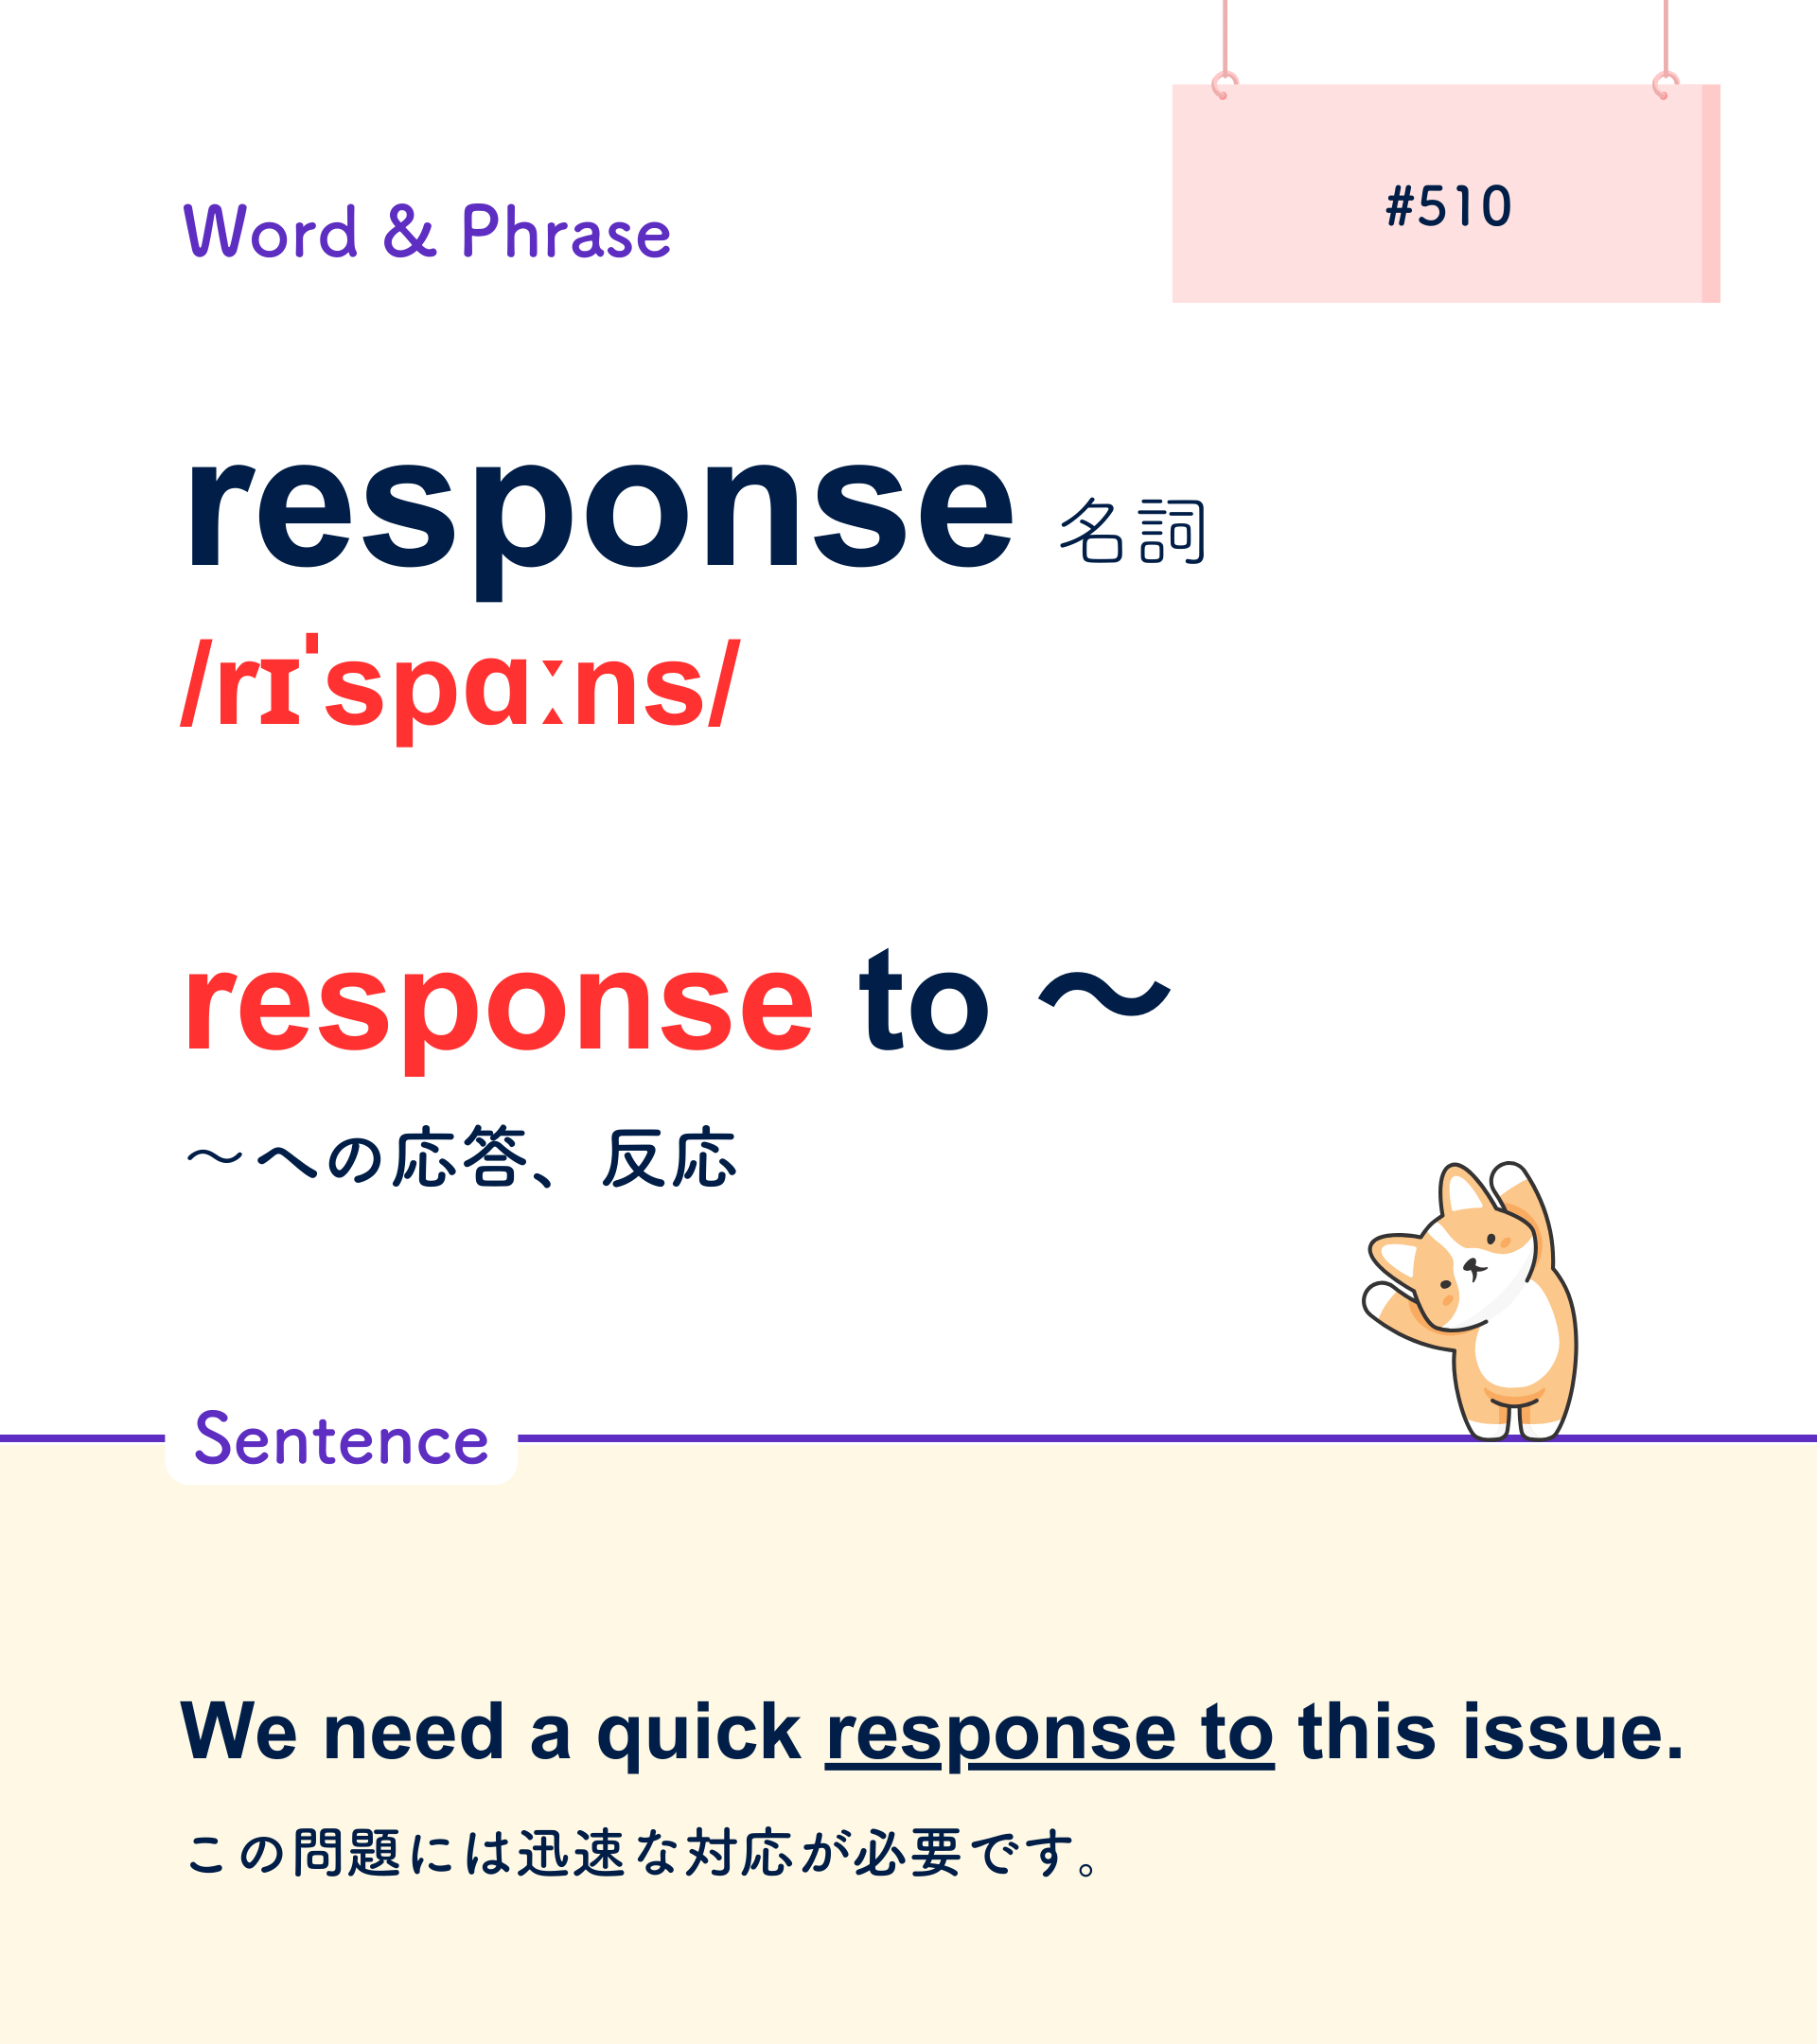 Word & Phrase
#510
response 名詞
/rɪˈspɑːns/
response to 〜
〜への応答、反応
Sentence
We need a quick response to this issue.
この問題には迅速な対応が必要です。